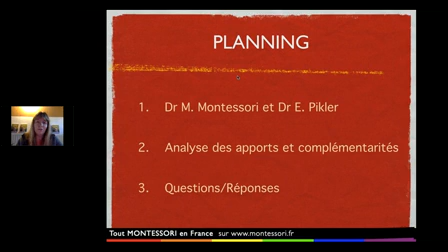 PLANNING
1. Dr M. Montessori et Dr E. Pikler
2. Analyse des apports et complémentarités
3. Questions/Réponses
Tout MONTESSORI en France sur www.montessori.fr